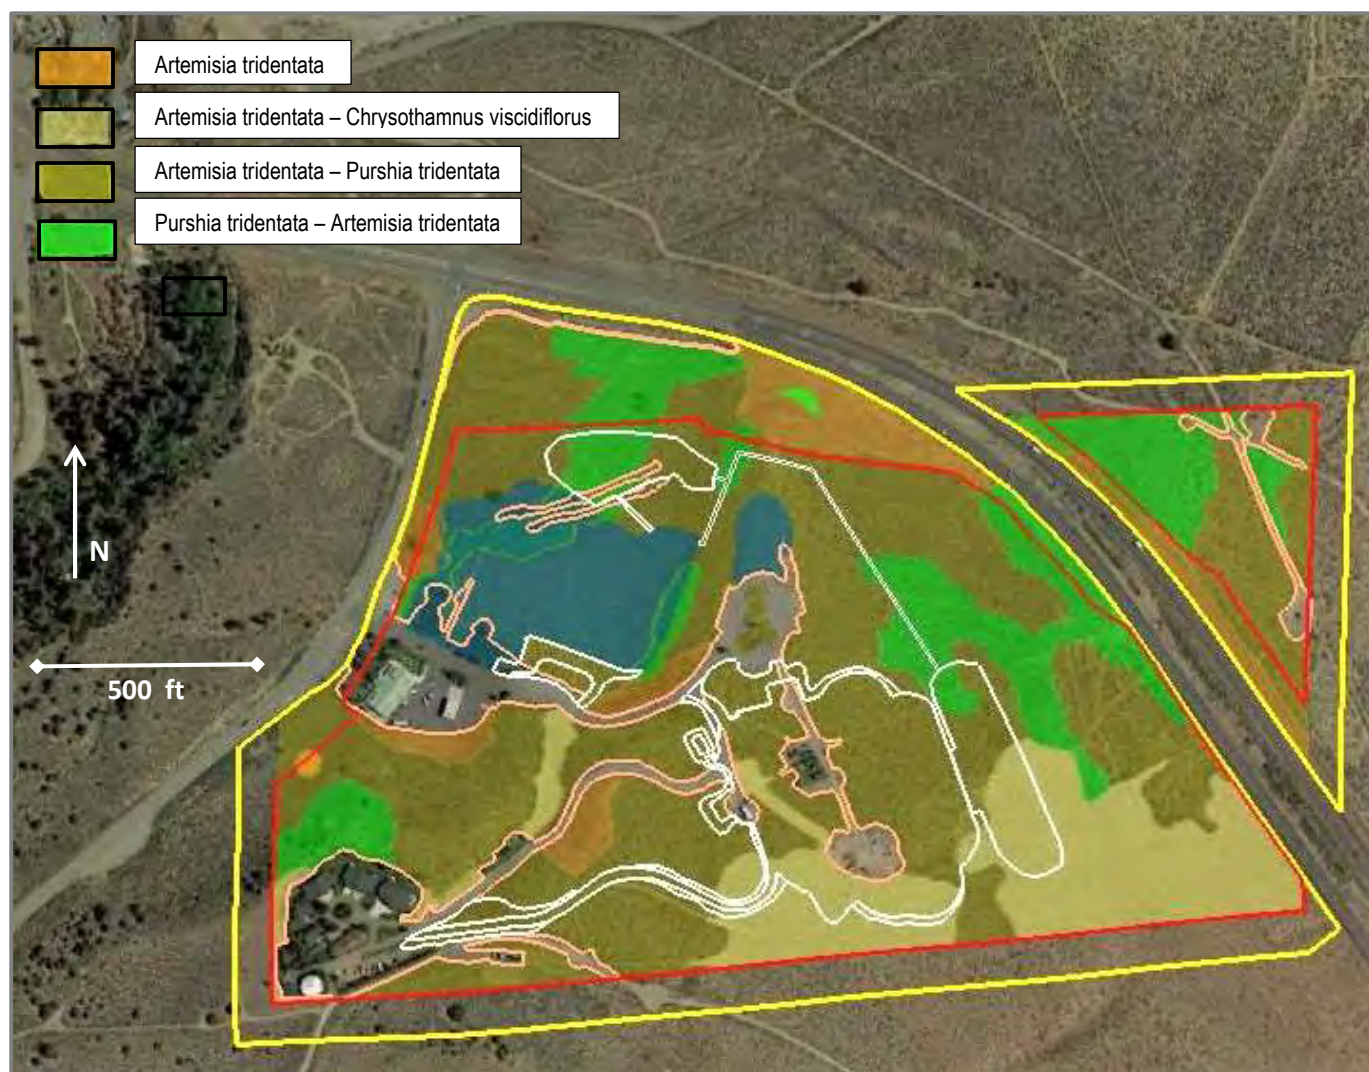 Artemisia tridentata
Artemisia tridentata – Chrysothamnus viscidiflorus
Artemisia tridentata – Purshia tridentata
Purshia tridentata – Artemisia tridentata
N
500 ft